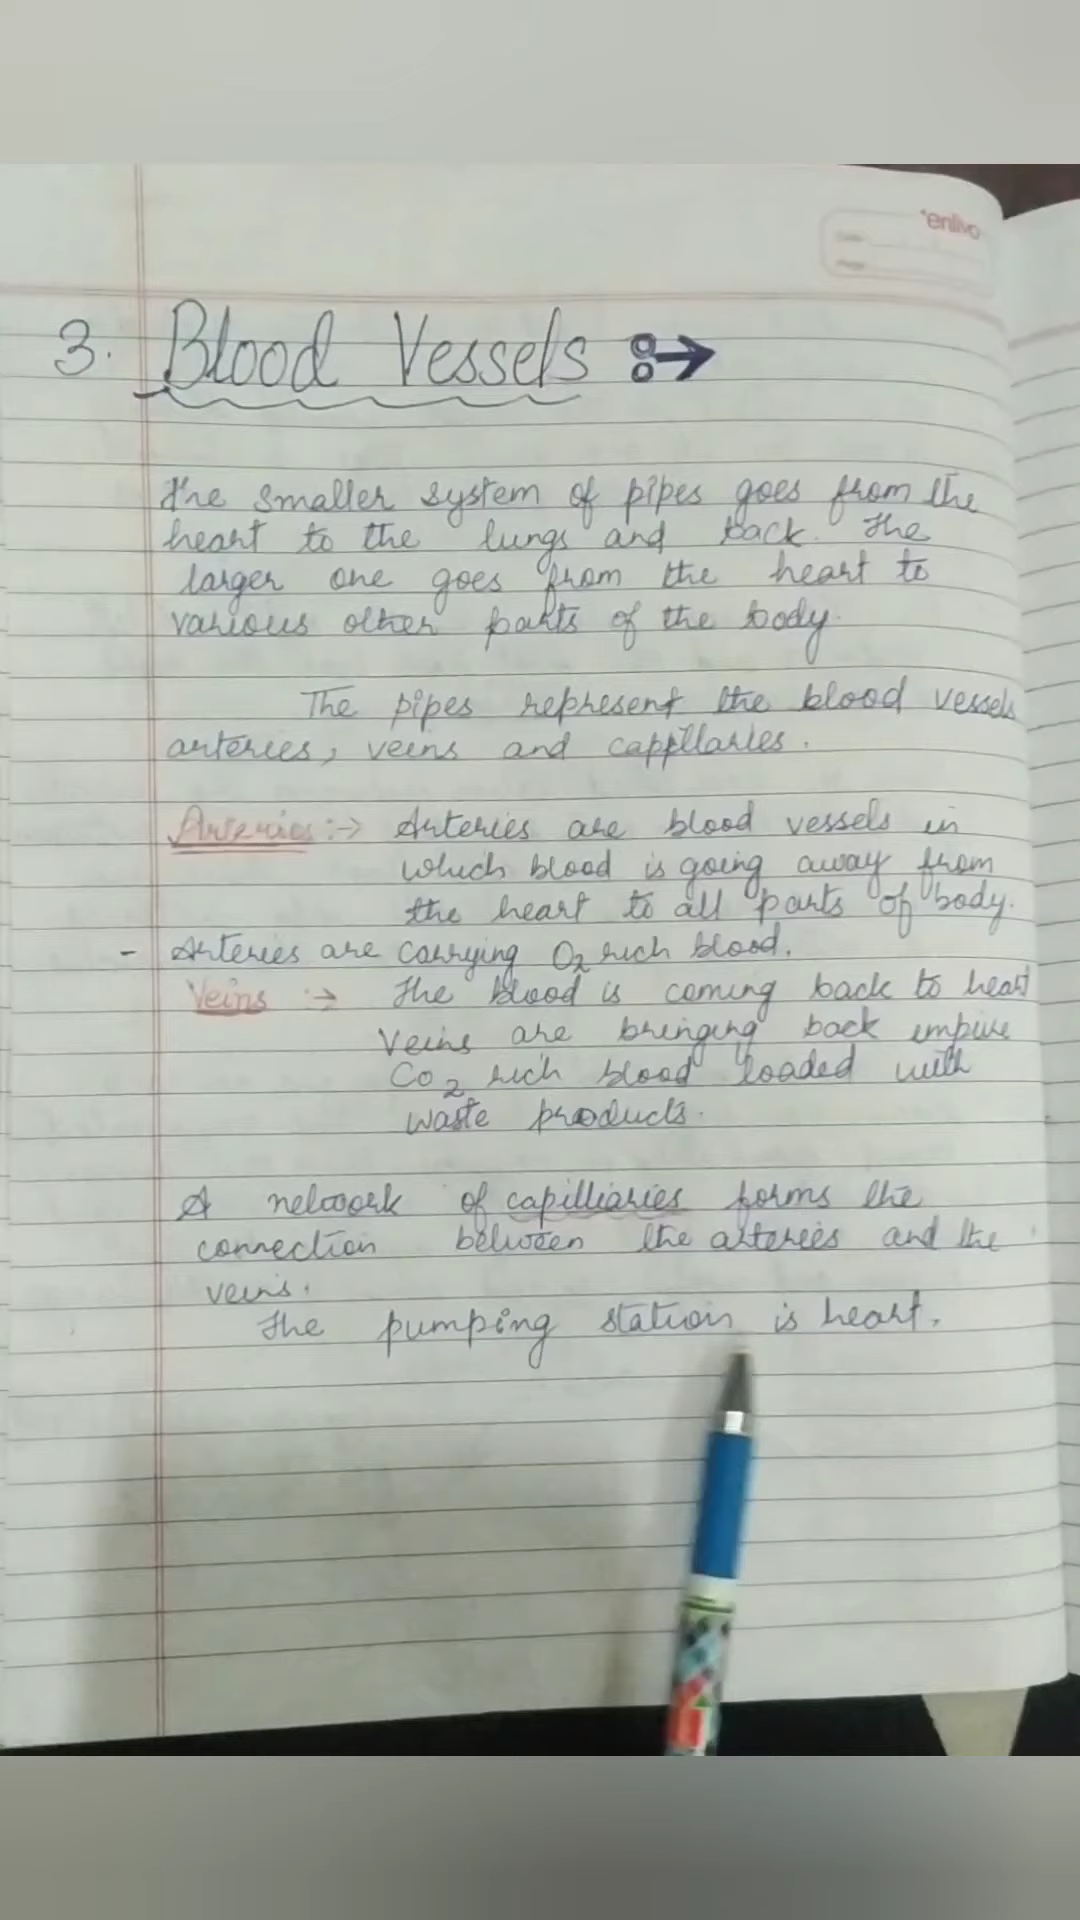 enlivo
3. Blood Vessels :→
The smaller system of pipes goes from the
heart to the lungs and back. The
larger one goes from the heart to
various other parts of the body.
The pipes represent the blood vessels
arteries, veins and cappilaries.
Arteries :→ Arteries are blood vessels in
which blood is going away from
the heart to all parts of body.
- Arteries are carrying O2 rich blood.
Veins :→ The blood is coming back to heart
Veins are bringing back impure
CO2 rich blood loaded with
waste products.
A network of capilliaries forms the
connection between the arteries and the
veins.
The pumping station is heart.